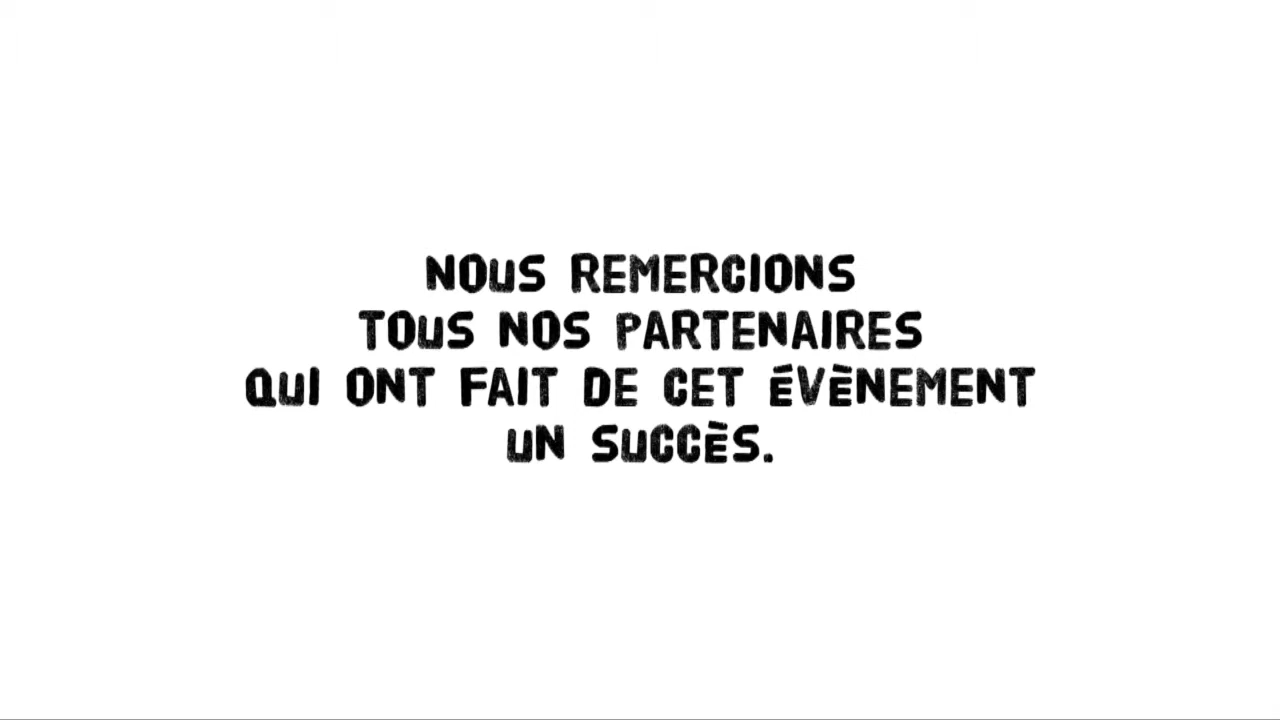 NOUS REMERCIONS
TOUS NOS PARTENAIRES
QUI ONT FAIT DE CET ÉVÈNEMENT
UN SUCCÈS.